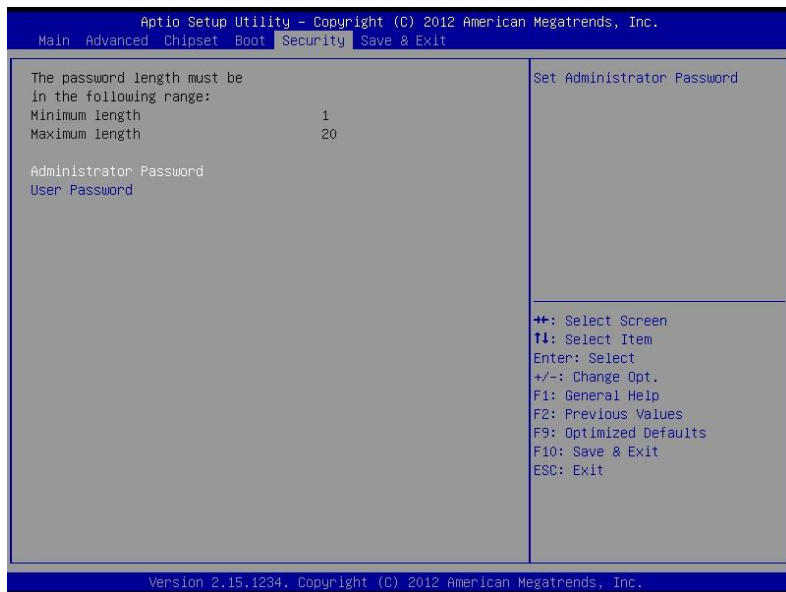 Aptio Setup Utility – Copyright (C) 2012 American Megatrends, Inc.
Main Advanced Chipset Boot Security Save & Exit
The password length must be
in the following range:
Minimum length 1
Maximum length 20
Administrator Password
User Password
Set Administrator Password
→←: Select Screen
↑↓: Select Item
Enter: Select
+/-: Change Opt.
F1: General Help
F2: Previous Values
F9: Optimized Defaults
F10: Save & Exit
ESC: Exit
Version 2.15.1234. Copyright (C) 2012 American Megatrends, Inc.